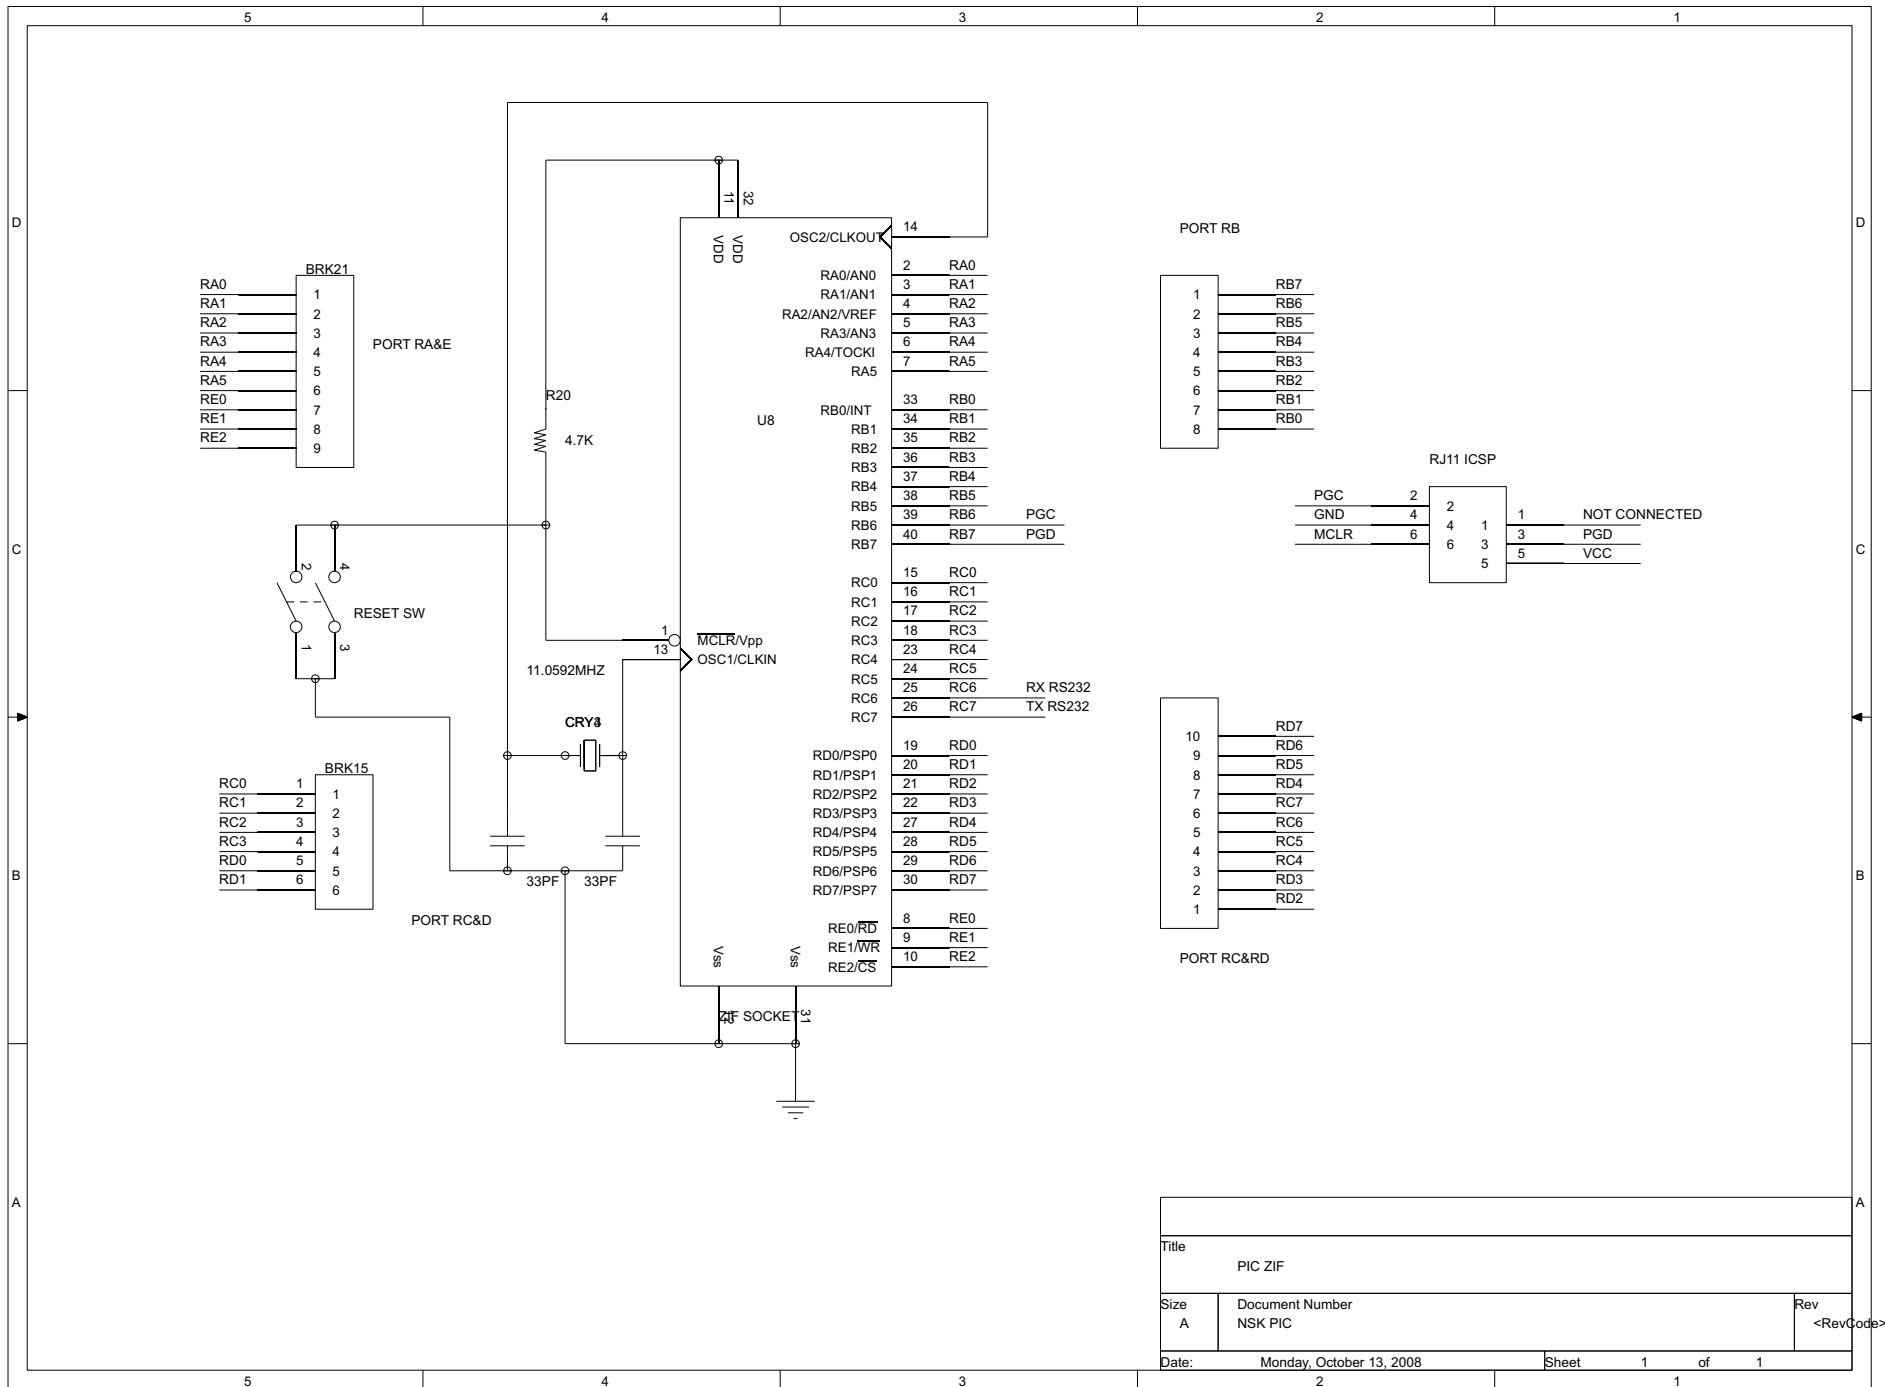 5 4 3 2 1
D D
C C
B B
A A
11 32
VDD VDD
OSC2/CLKOUT 14
RA0/AN0 2 RA0
RA1/AN1 3 RA1
RA2/AN2/VREF 4 RA2
RA3/AN3 5 RA3
RA4/TOCKI 6 RA4
RA5 7 RA5
U8
RB0/INT 33 RB0
RB1 34 RB1
RB2 35 RB2
RB3 36 RB3
RB4 37 RB4
RB5 38 RB5
RB6 39 RB6 PGC
RB7 40 RB7 PGD
RC0 15 RC0
RC1 16 RC1
RC2 17 RC2
RC3 18 RC3
RC4 23 RC4
RC5 24 RC5
RC6 25 RC6 RX RS232
RC7 26 RC7 TX RS232
RD0/PSP0 19 RD0
RD1/PSP1 20 RD1
RD2/PSP2 21 RD2
RD3/PSP3 22 RD3
RD4/PSP4 27 RD4
RD5/PSP5 28 RD5
RD6/PSP6 29 RD6
RD7/PSP7 30 RD7
RE0/RD 8 RE0
RE1/WR 9 RE1
RE2/CS 10 RE2
1 MCLR/Vpp
13 OSC1/CLKIN
Vss Vss
ZIF SOCKET 31
BRK21
RA0 1
RA1 2
RA2 3
RA3 4
RA4 5
RA5 6
RE0 7
RE1 8
RE2 9
PORT RA&E
R20
4.7K
2 4
RESET SW
1 3
11.0592MHZ
33PF 33PF
BRK15
RC0 1 1
RC1 2 2
RC2 3 3
RC3 4 4
RD0 5 5
RD1 6 6
PORT RC&D
PORT RB
1 RB7
2 RB6
3 RB5
4 RB4
5 RB3
6 RB2
7 RB1
8 RB0
RJ11 ICSP
PGC 2 2
GND 4 4
MCLR 6 6
1 1 NOT CONNECTED
3 3 PGD
5 5 VCC
10 RD7
9 RD6
8 RD5
7 RD4
6 RC7
5 RC6
4 RC5
3 RC4
2 RD3
1 RD2
PORT RC&RD
Title
PIC ZIF
Size Document Number Rev
A NSK PIC <RevCode>
Date: Monday, October 13, 2008 Sheet 1 of 1
5 4 3 2 1